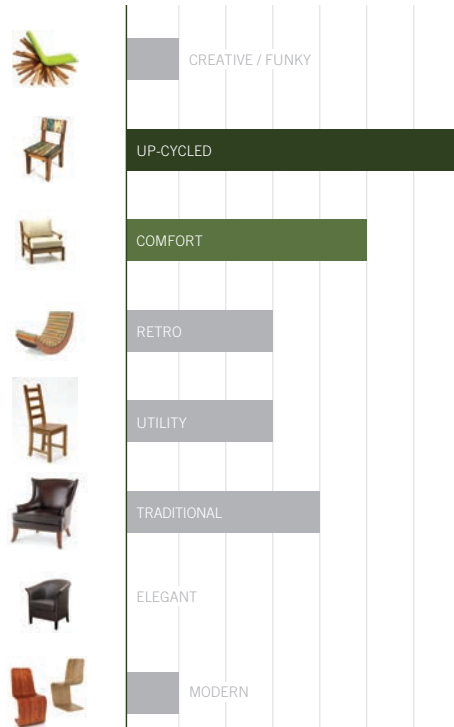 CREATIVE / FUNKY
UP-CYCLED
COMFORT
RETRO
UTILITY
TRADITIONAL
ELEGANT
MODERN